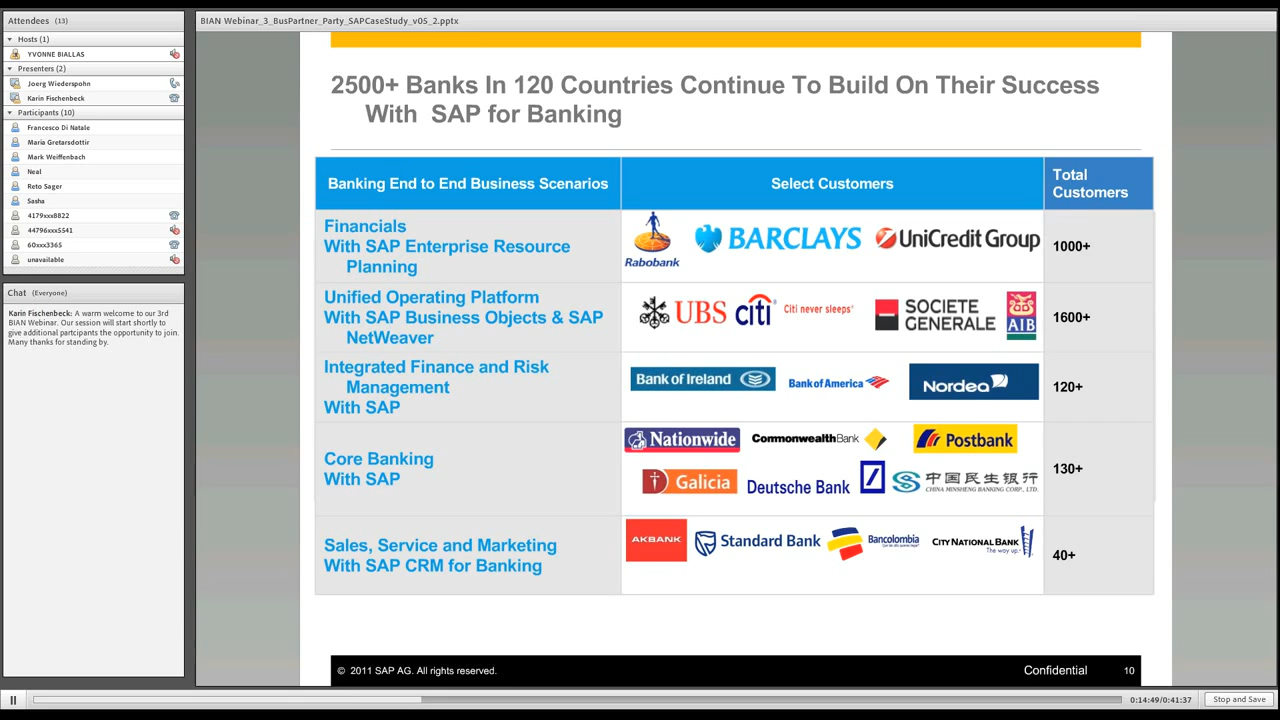 Attendees (13)
Hosts (1)
YVONNE BIALLAS
Presenters (2)
Joerg Wiederspohn
Karin Fischenbeck
Participants (10)
Francesco Di Natale
Maria Gretarsdottir
Mark Weiffenbach
Neal
Reto Sager
Sasha
4179xxx8822
44796xxx5541
60xxx3365
unavailable
Chat (Everyone)
Karin Fischenbeck: A warm welcome to our 3rd
BIAN Webinar. Our session will start shortly to
give additional participants the opportunity to join.
Many thanks for standing by.
BIAN Webinar_3_BusPartner_Party_SAPCaseStudy_v05_2.pptx
2500+ Banks In 120 Countries Continue To Build On Their Success
With SAP for Banking
Banking End to End Business Scenarios
Select Customers
Total
Customers
Financials
With SAP Enterprise Resource
Planning
Rabobank
BARCLAYS
UniCredit Group
1000+
Unified Operating Platform
With SAP Business Objects & SAP
NetWeaver
UBS
citi
Citi never sleeps®
SOCIETE
GENERALE
AIB
1600+
Integrated Finance and Risk
Management
With SAP
Bank of Ireland
Bank of America
Nordea
120+
Core Banking
With SAP
Nationwide
CommonwealthBank
Postbank
Galicia
Deutsche Bank
中国民生银行
CHINA MINSHENG BANKING CORP., LTD.
130+
Sales, Service and Marketing
With SAP CRM for Banking
AKBANK
Standard Bank
Bancolombia
CITY NATIONAL BANK
The way up.®
40+
© 2011 SAP AG. All rights reserved.
Confidential
10
0:14:49/0:41:37
Stop and Save